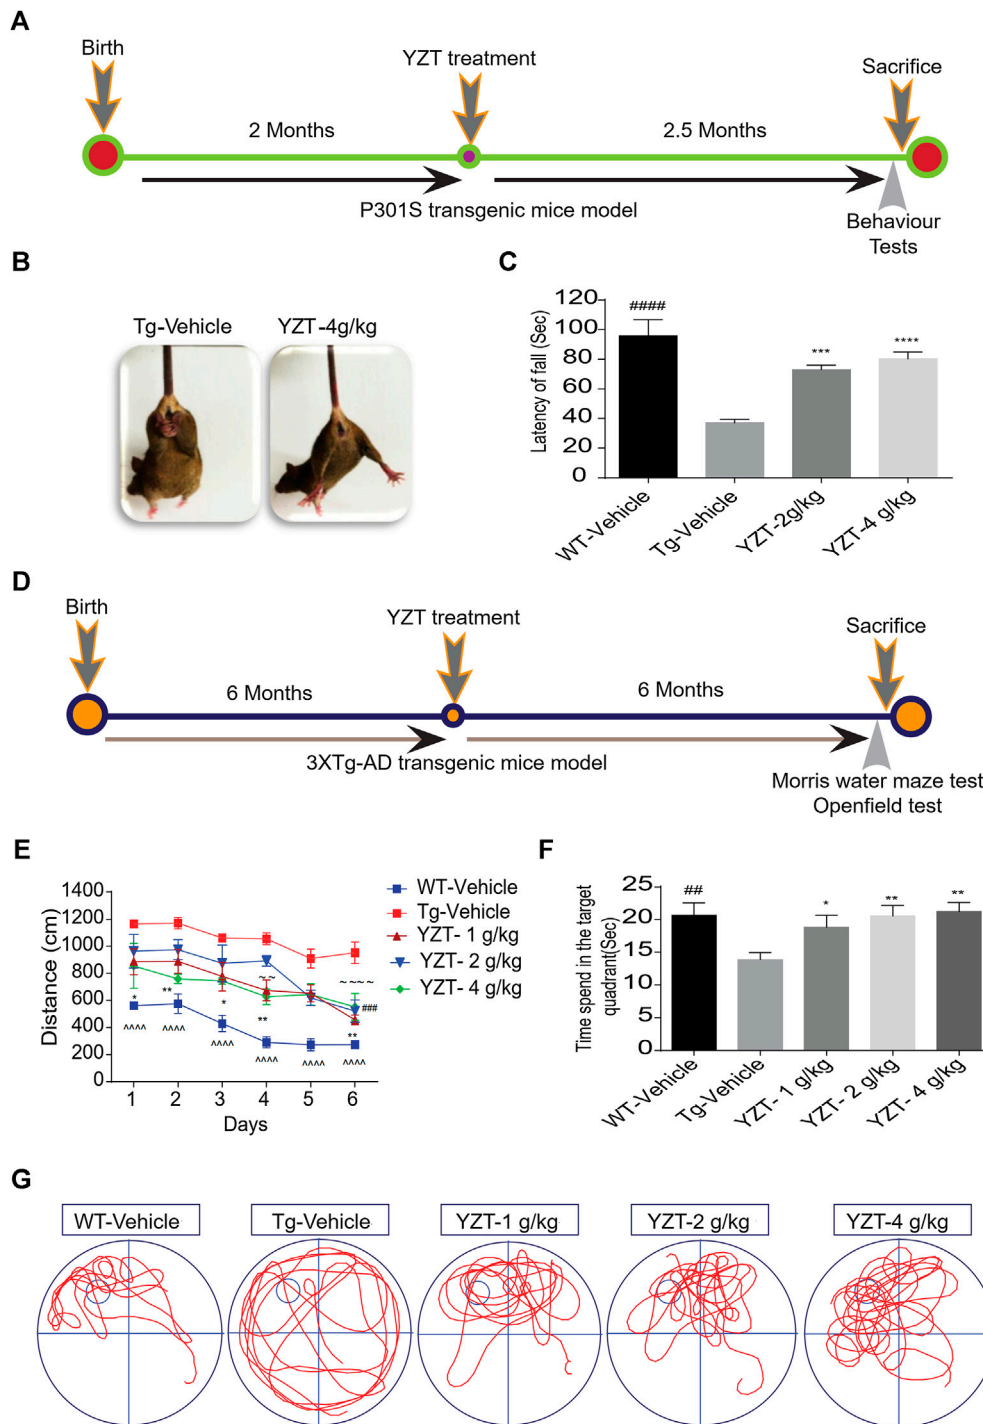 A
Birth
YZT treatment
Sacrifice
2 Months
2.5 Months
P301S transgenic mice model
Behaviour
Tests
B
Tg-Vehicle
YZT-4g/kg
C
Latency of fall (Sec)
120
100
80
60
40
20
0
####
***
****
WT-Vehicle
Tg-Vehicle
YZT-2g/kg
YZT-4 g/kg
D
Birth
YZT treatment
Sacrifice
6 Months
6 Months
3XTg-AD transgenic mice model
Morris water maze test
Openfield test
E
Distance (cm)
1400
1200
1000
800
600
400
200
0
1 2 3 4 5 6
Days
WT-Vehicle
Tg-Vehicle
YZT- 1 g/kg
YZT- 2 g/kg
YZT- 4 g/kg
~~
~~~~
###
*
**
*
**
**
^^^^
^^^^
^^^^
^^^^
^^^^
^^^^
F
Time spend in the target
quadrant(Sec)
25
20
15
10
5
0
##
*
**
**
WT-Vehicle
Tg-Vehicle
YZT- 1 g/kg
YZT- 2 g/kg
YZT- 4 g/kg
G
WT-Vehicle
Tg-Vehicle
YZT-1 g/kg
YZT-2 g/kg
YZT-4 g/kg